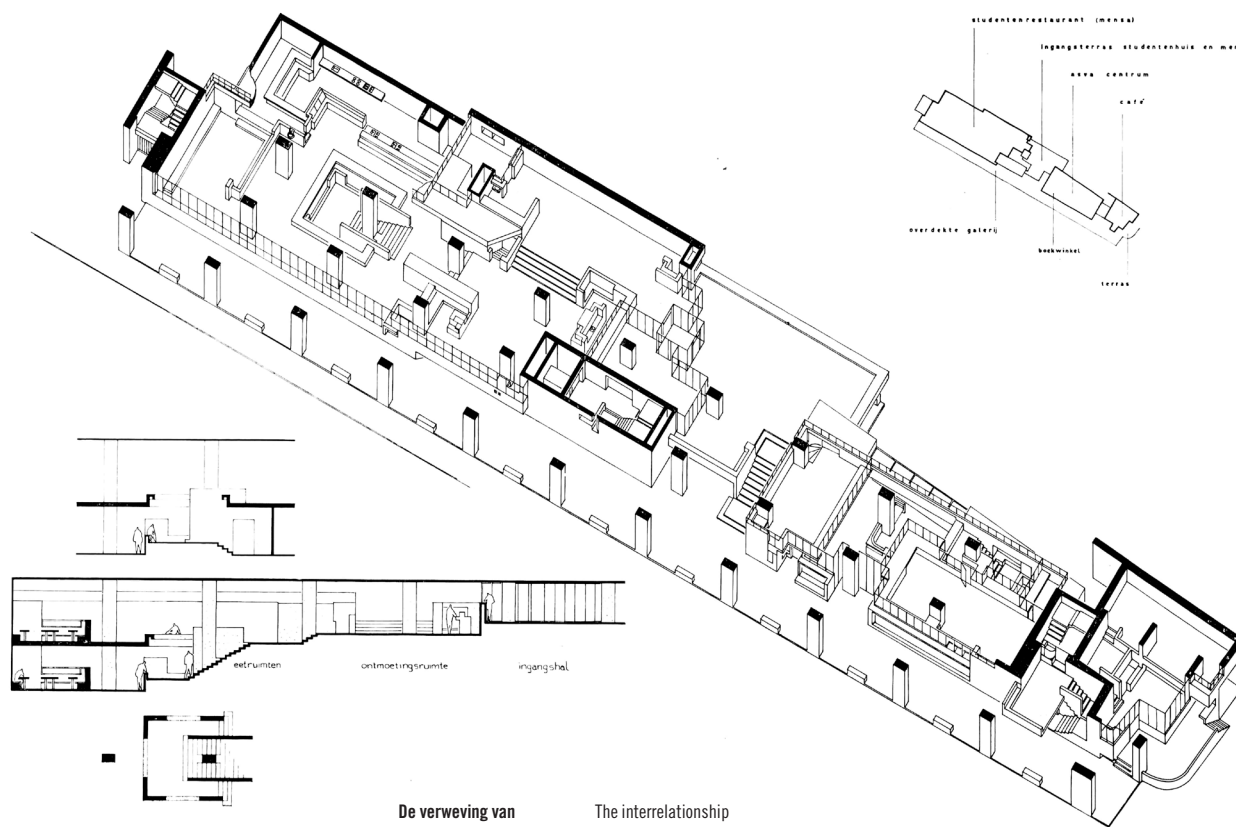 studentenrestaurant (mensa)
ingangsterras studentenhuis en me
asva centrum
café
overdekte galerij
boekwinkel
terras
eetruimten
ontmoetingsruimte
ingangshal
De verweving van
The interrelationship